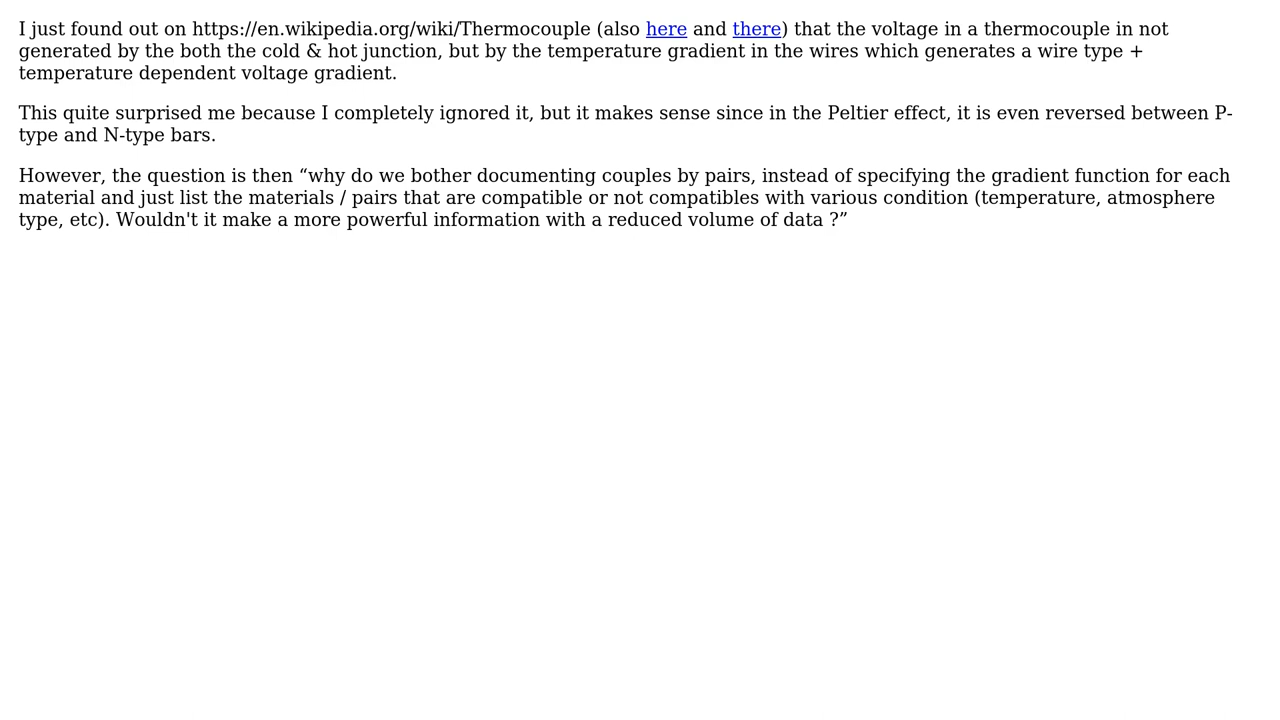 I just found out on https://en.wikipedia.org/wiki/Thermocouple (also here and there) that the voltage in a thermocouple in not
generated by the both the cold & hot junction, but by the temperature gradient in the wires which generates a wire type +
temperature dependent voltage gradient.
This quite surprised me because I completely ignored it, but it makes sense since in the Peltier effect, it is even reversed between P-
type and N-type bars.
However, the question is then “why do we bother documenting couples by pairs, instead of specifying the gradient function for each
material and just list the materials / pairs that are compatible or not compatibles with various condition (temperature, atmosphere
type, etc). Wouldn't it make a more powerful information with a reduced volume of data ?”